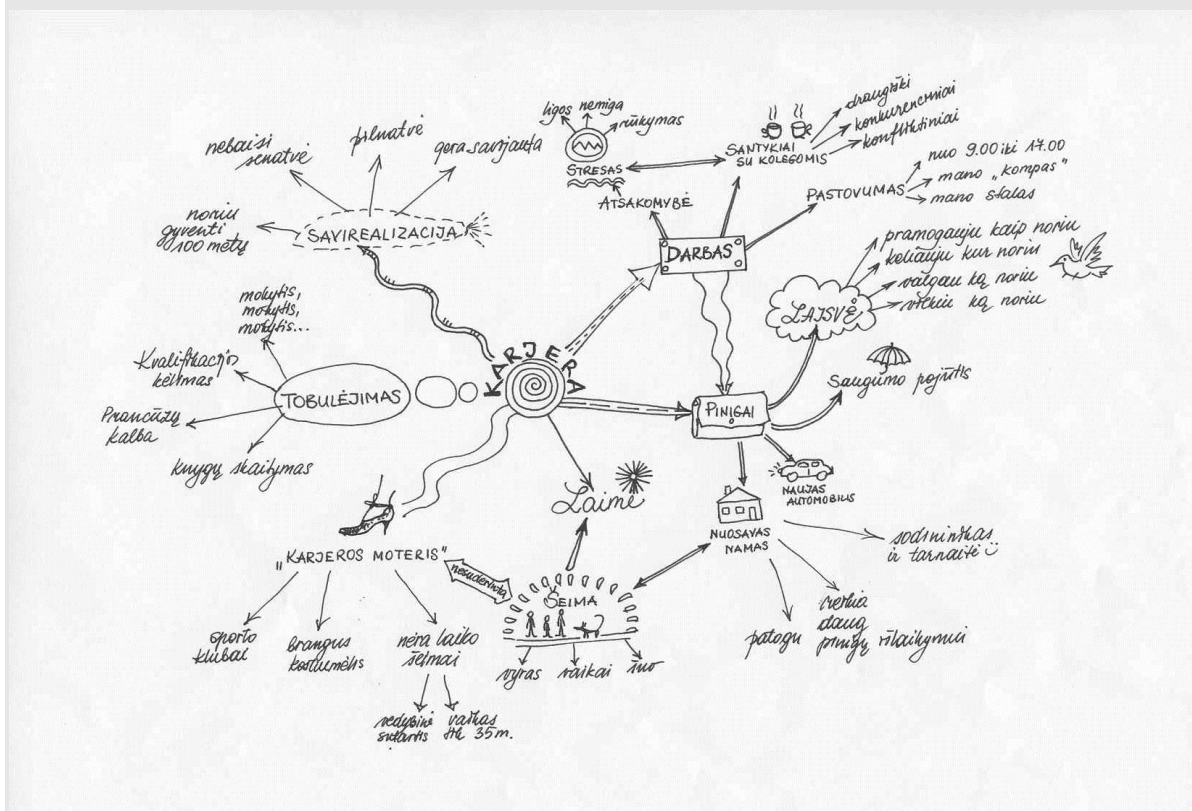 KARJERA
DARBAS
ATSAKOMYBĖ
STRESAS
ligos nemiga
rūkymas
SANTYKIAI
SU KOLEGOMIS
draugiški
konkurenciniai
konfliktiniai
PASTOVUMAS
nuo 9.00 iki 17.00
mano „kompas"
mano stalas
PINIGAI
LAISVĖ
pramogauju kaip noriu
keliauju kur noriu
valgau ką noriu
velkiu ką noriu
Saugumo pojūtis
NAUJAS
AUTOMOBILIS
NUOSAVAS
NAMAS
sodininkas
ir tarnaitė
reikia
daug
pinigų išlaikymui
patogu
Laimė
ŠEIMA
vyras
vaikai
šuo
nesuderinta
„KARJEROS MOTERIS"
sporto
klubai
brangus
kostiumėlis
nėra laiko
šeimai
vedybinė
sutartis
vaikas
tik 35m.
TOBULĖJIMAS
mokytis,
mokytis,
mokytis...
Kvalifikacijos
kėlimas
Prancūzų
kalba
knygų skaitymas
SAVIREALIZACIJA
noriu
gyventi
100 metų
nebaisi
senatvė
pilnatvė
gera savijauta